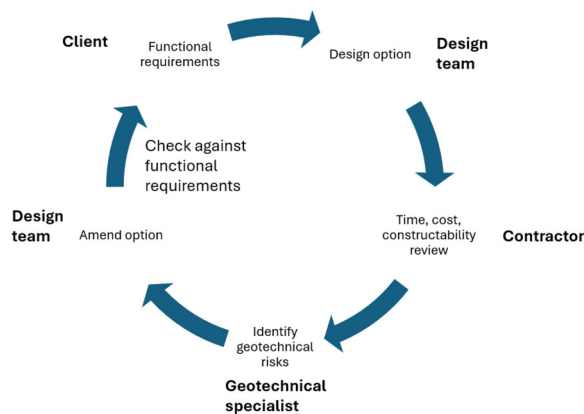 Client
Functional
requirements
Design option
Design
team
Time, cost,
constructability
review
Contractor
Identify
geotechnical
risks
Geotechnical
specialist
Design
team
Amend option
Check against
functional
requirements